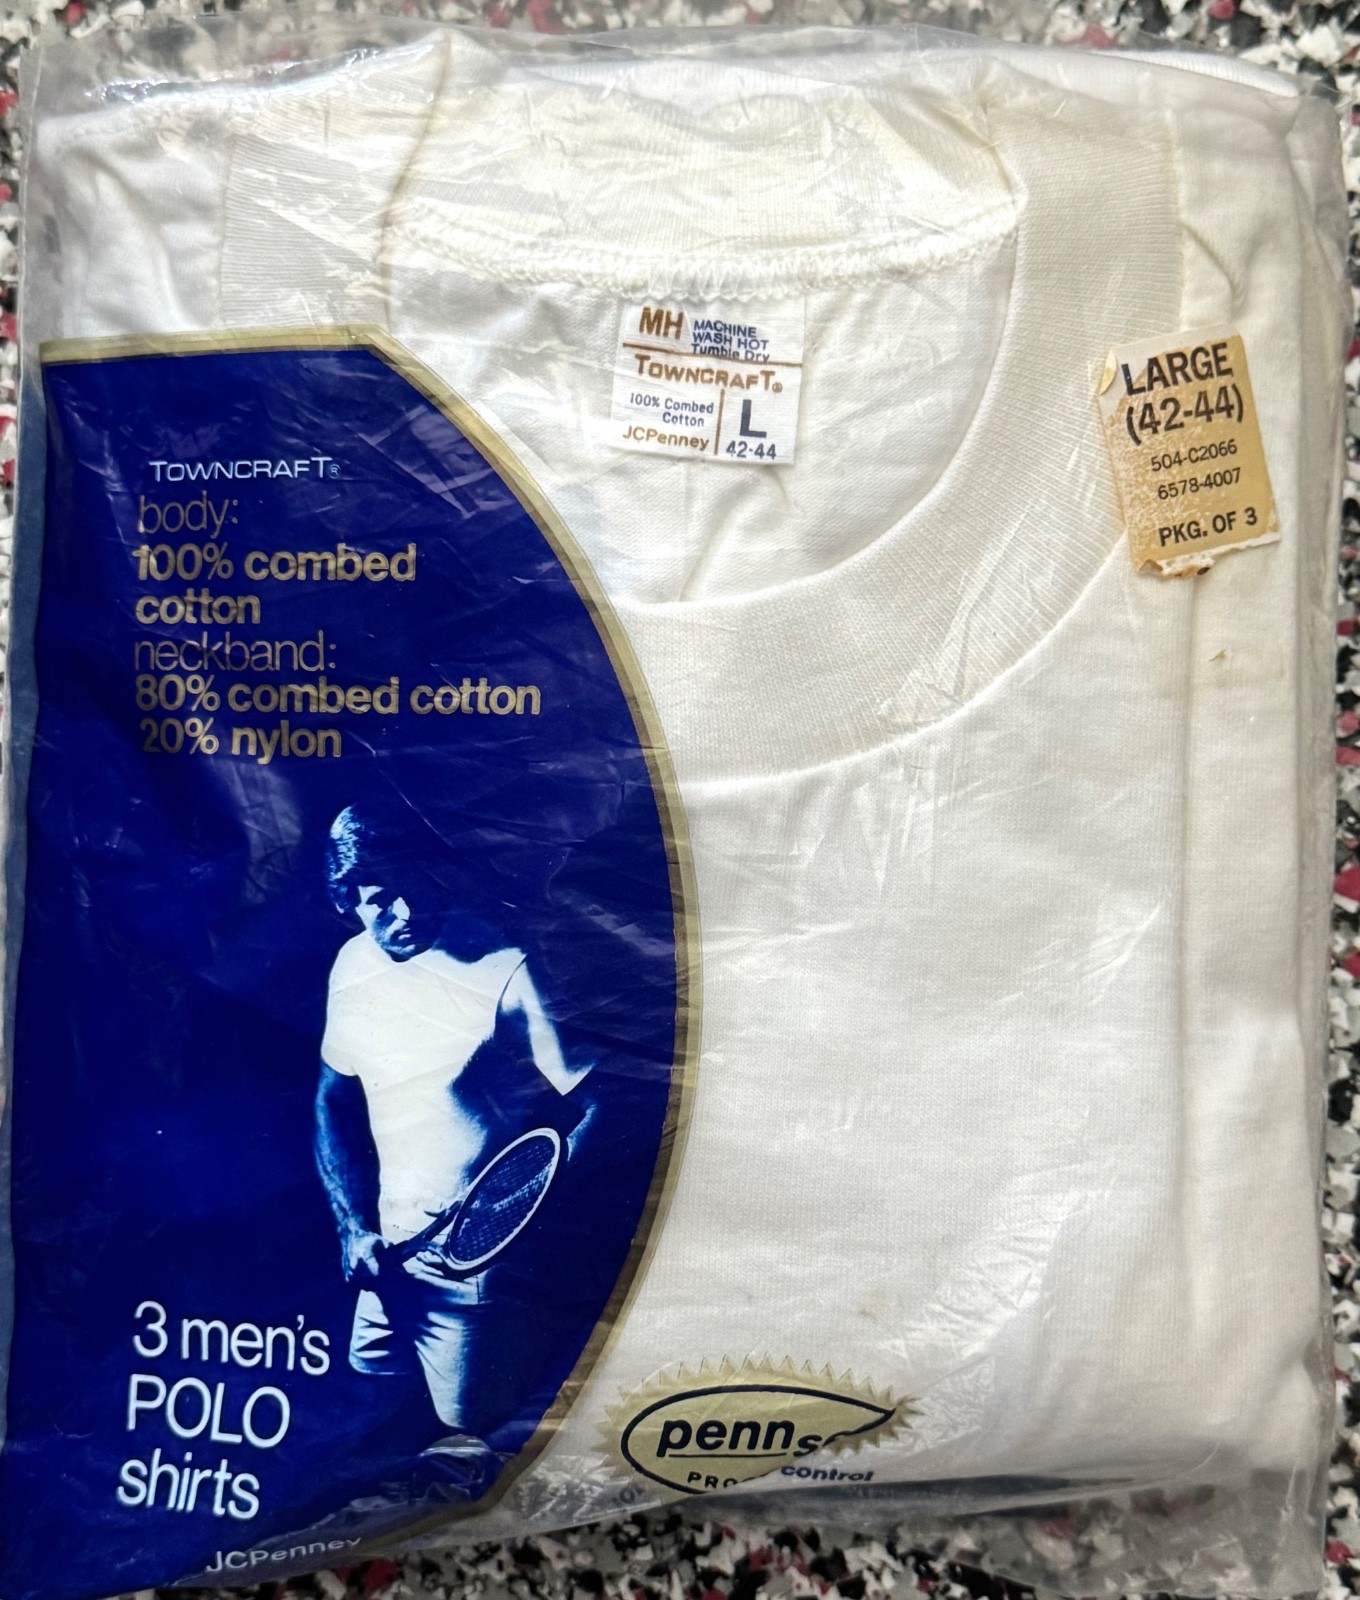 MH MACHINE
WASH HOT
Tumble Dry
TOWNCRAFT®
100% Combed
Cotton
JCPenney
L
42-44
LARGE
(42-44)
504-C2066
6578-4007
PKG. OF 3
TOWNCRAFT®
body:
100% combed
cotton
neckband:
80% combed cotton
20% nylon
3 men's
POLO
shirts
JCPenney
penn
control